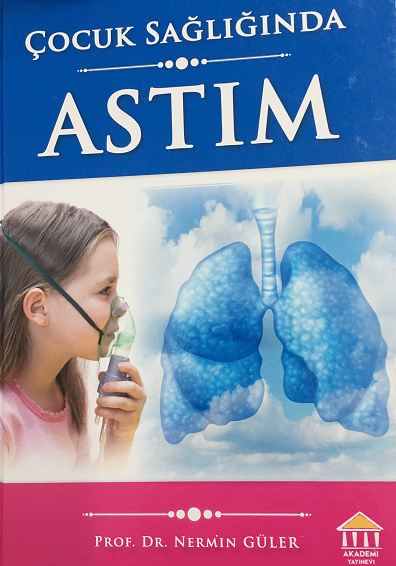 ÇOCUK SAĞLIĞINDA
ASTIM
PROF. DR. NERMİN GÜLER
AKADEMİ
YAYINEVİ